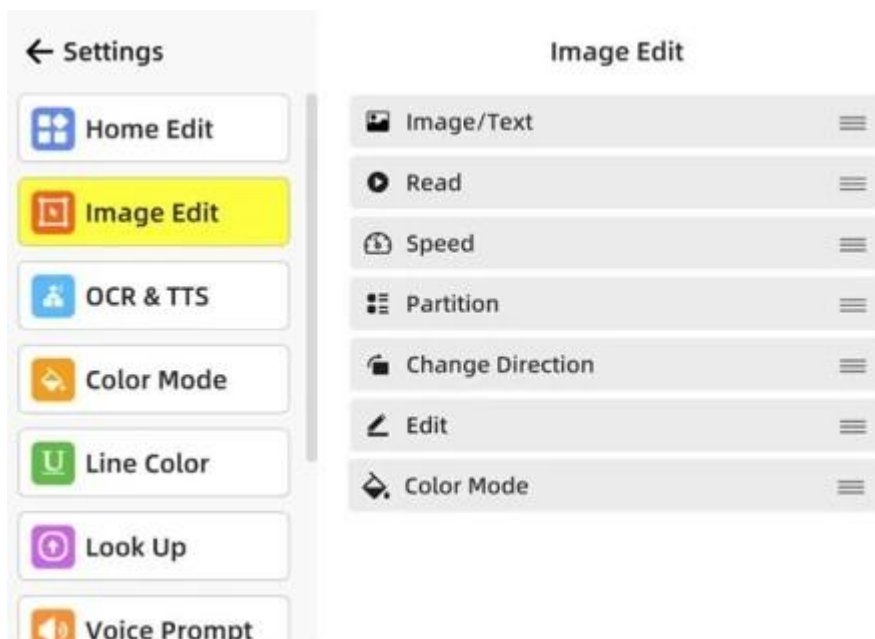 Settings
Home Edit
Image Edit
OCR & TTS
Color Mode
Line Color
U
Look Up
Voice Prompt
Image Edit
Image/Text
Read
Speed
Partition
Change Direction
Edit
Color Mode